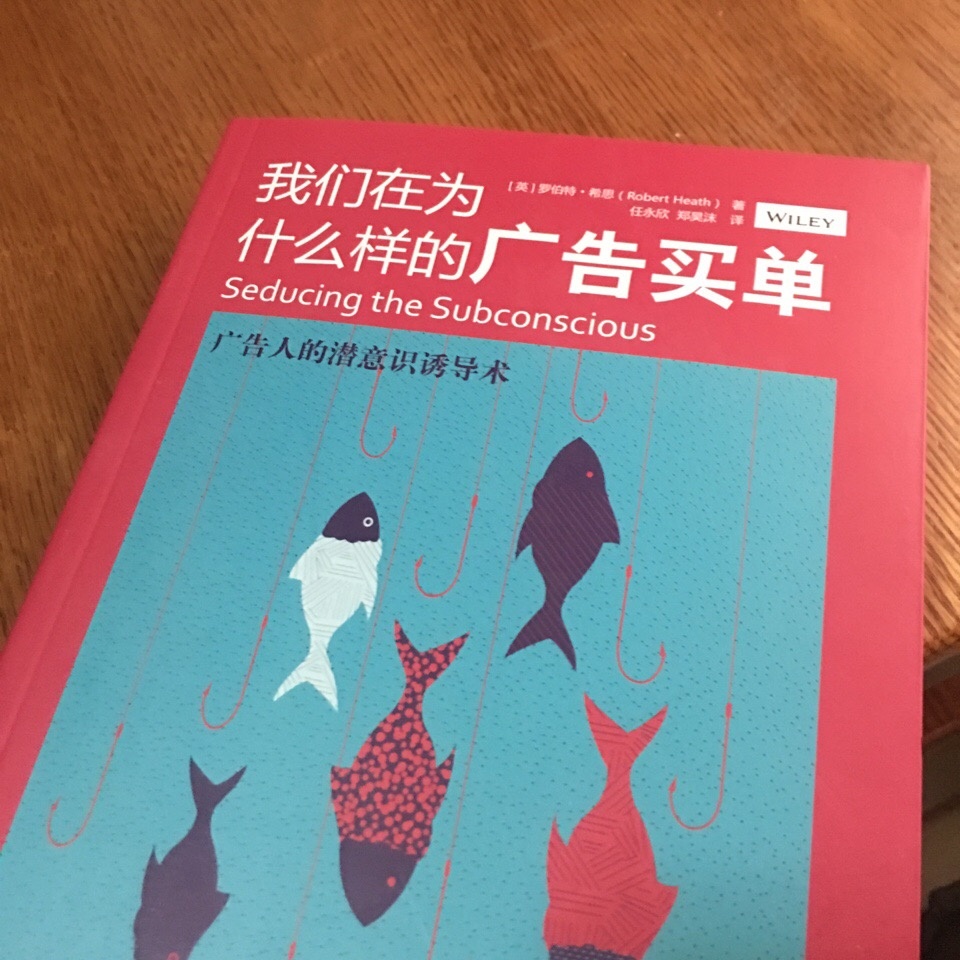 我们在为
什么样的广告买单
[英] 罗伯特·希思（Robert Heath） 著
任永欣 郑昊沫 译
WILEY
Seducing the Subconscious
广告人的潜意识诱导术